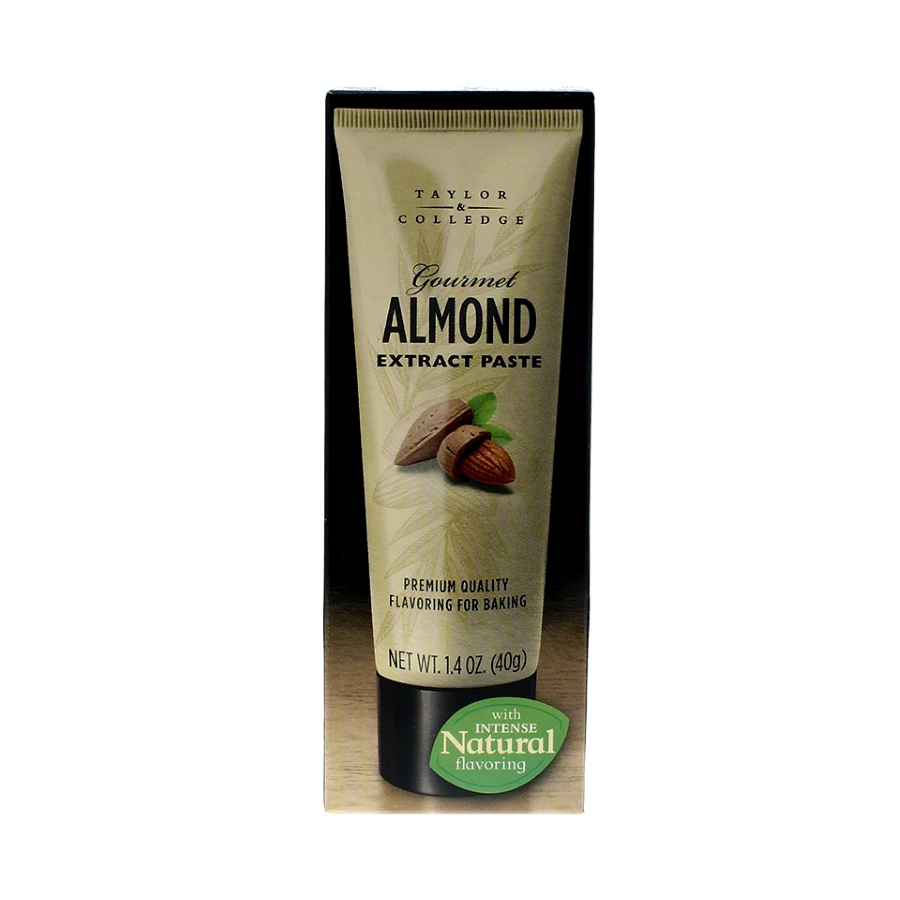 TAYLOR
&
COLLEDGE
Gourmet
ALMOND
EXTRACT PASTE
PREMIUM QUALITY
FLAVORING FOR BAKING
NET WT. 1.4 OZ. (40g)
with
INTENSE
Natural
flavoring